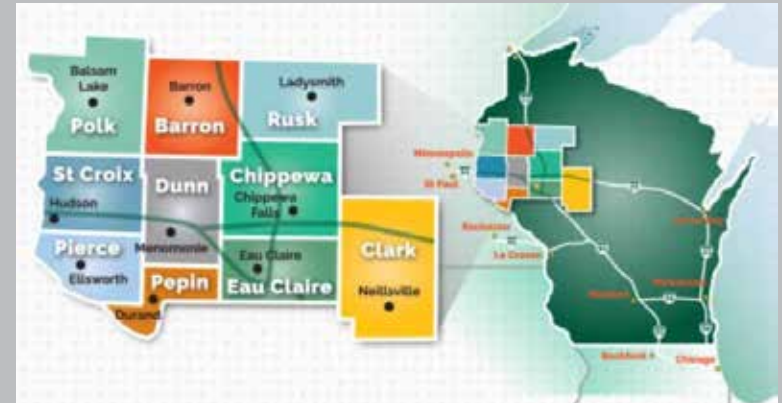 Balsam
Lake
Polk
Barron
Barron
Ladysmith
Rusk
St Croix
Hudson
Dunn
Menomonie
Chippewa
Chippewa
Falls
Pierce
Ellsworth
Pepin
Durand
Eau Claire
Eau Claire
Clark
Neillsville
Minneapolis
St Paul
Rochester
La Crosse
Madison
Milwaukee
Rockford
Chicago